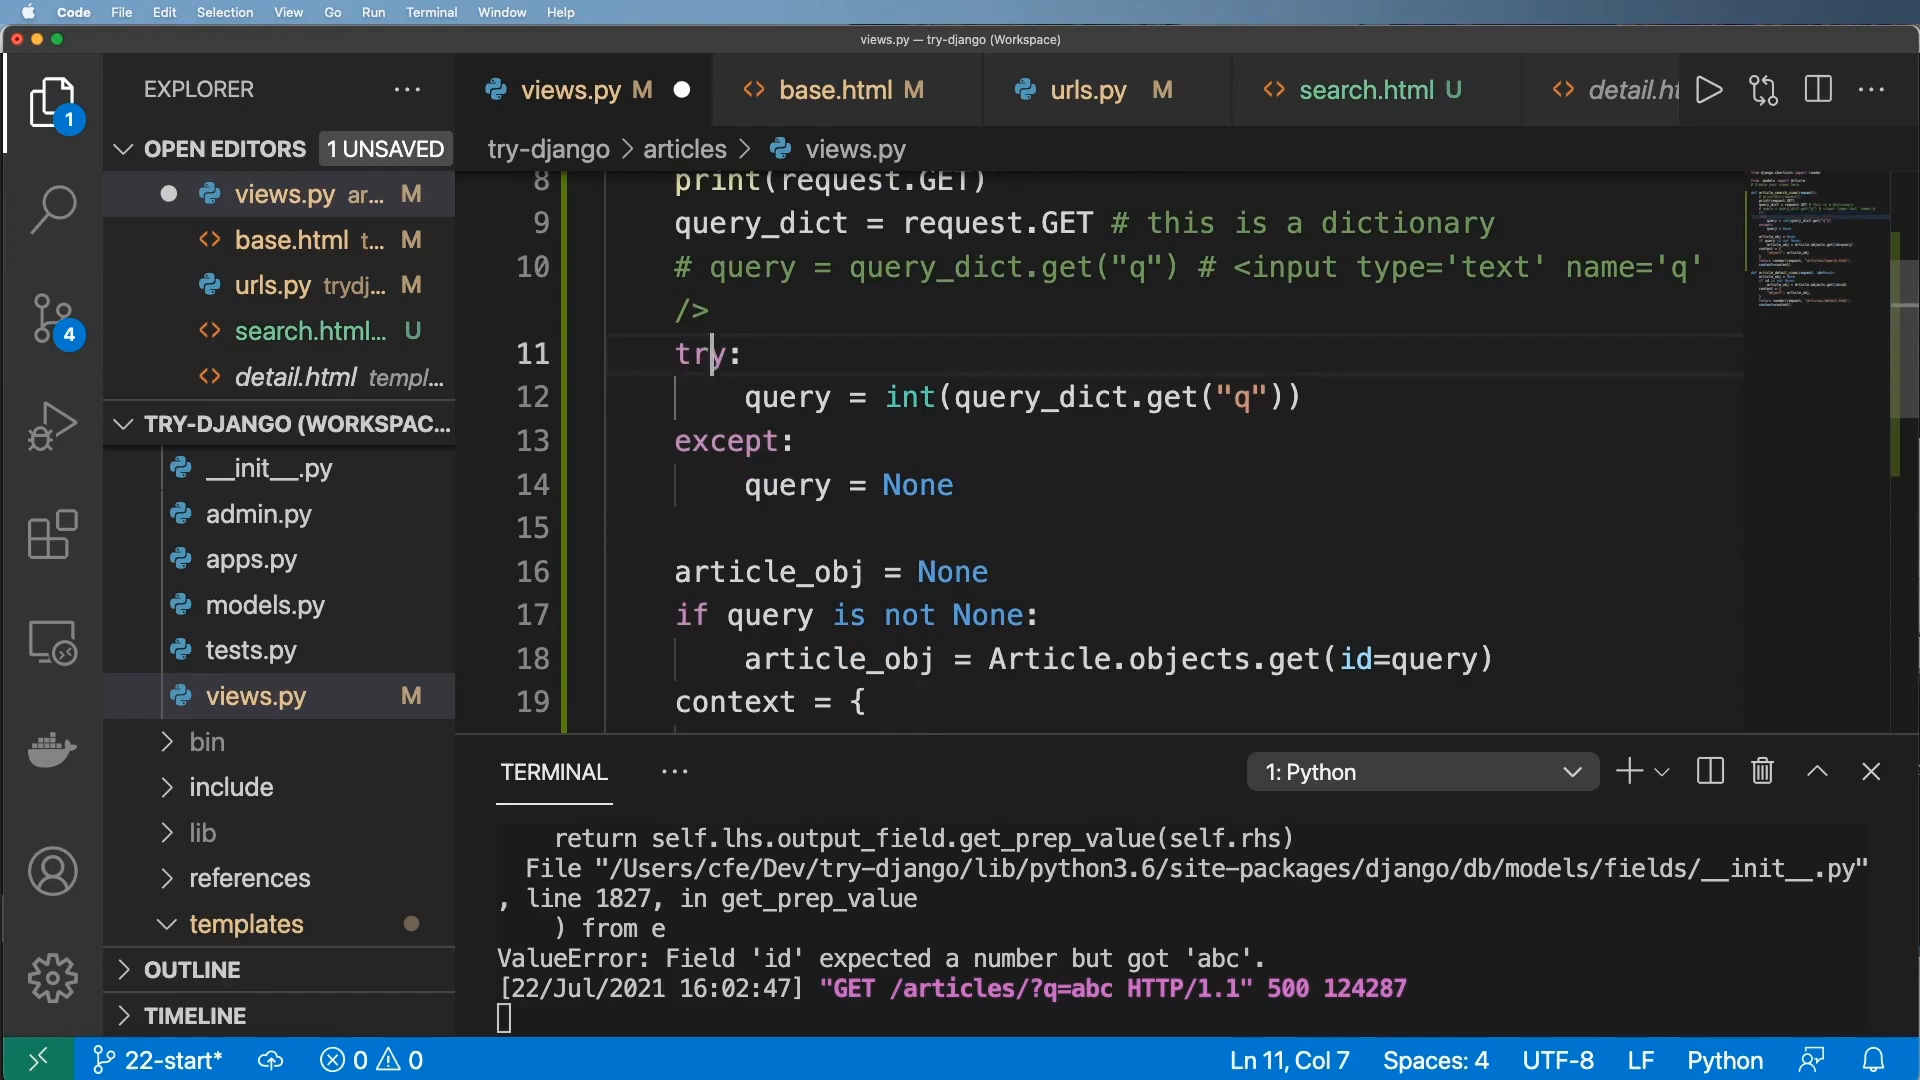 Code File Edit Selection View Go Run Terminal Window Help
views.py — try-django (Workspace)
EXPLORER
OPEN EDITORS 1 UNSAVED
views.py ar... M
base.html t... M
urls.py trydj... M
search.html... U
detail.html templ...
TRY-DJANGO (WORKSPAC...
__init__.py
admin.py
apps.py
models.py
tests.py
views.py M
bin
include
lib
references
templates
OUTLINE
TIMELINE
1
4
views.py M
base.html M
urls.py M
search.html U
detail.ht
try-django > articles > views.py
8 print(request.GET)
9 query_dict = request.GET # this is a dictionary
10 # query = query_dict.get("q") # <input type='text' name='q'
/>
11 try:
12 query = int(query_dict.get("q"))
13 except:
14 query = None
15
16 article_obj = None
17 if query is not None:
18 article_obj = Article.objects.get(id=query)
19 context = {
TERMINAL
1: Python
return self.lhs.output_field.get_prep_value(self.rhs)
File "/Users/cfe/Dev/try-django/lib/python3.6/site-packages/django/db/models/fields/__init__.py"
, line 1827, in get_prep_value
) from e
ValueError: Field 'id' expected a number but got 'abc'.
[22/Jul/2021 16:02:47] "GET /articles/?q=abc HTTP/1.1" 500 124287
22-start* 0 0 Ln 11, Col 7 Spaces: 4 UTF-8 LF Python